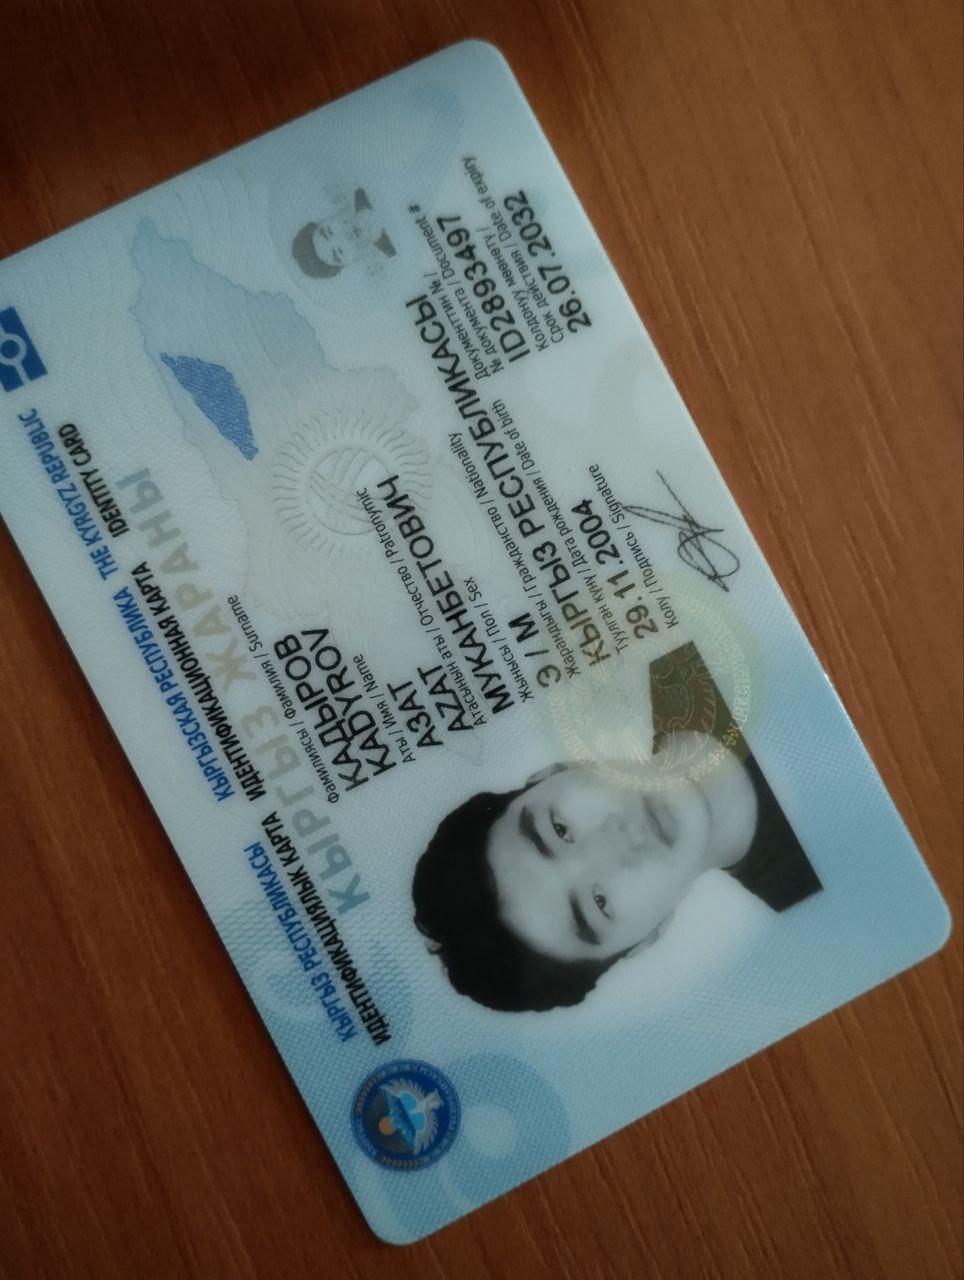 КЫРГЫЗ РЕСПУБЛИКАСЫ КЫРГЫЗСКАЯ РЕСПУБЛИКА THE KYRGYZ REPUBLIC
ИДЕНТИФИКАЦИЯЛЫК КАРТА ИДЕНТИФИКАЦИОННАЯ КАРТА IDENTITY CARD
КЫРГЫЗ ЖАРАНЫ
Фамилиясы / Фамилия / Surname
КАДЫРОВ
KADYROV
Аты / Имя / Name
АЗАТ
AZAT
Атасынын аты / Отчество / Patronymic
МУКАНБЕТОВИЧ
Жынысы / Пол / Sex
Э / М
Жарандыгы / Гражданство / Nationality
КЫРГЫЗ РЕСПУБЛИКАСЫ
Туулган күнү / Дата рождения / Date of birth
29.11.2004
Документтин № /
№ документа / Document #
ID2893497
Колдонуу мөөнөтү /
Срок действия / Date of expiry
26.07.2032
Колу / Подпись / Signature